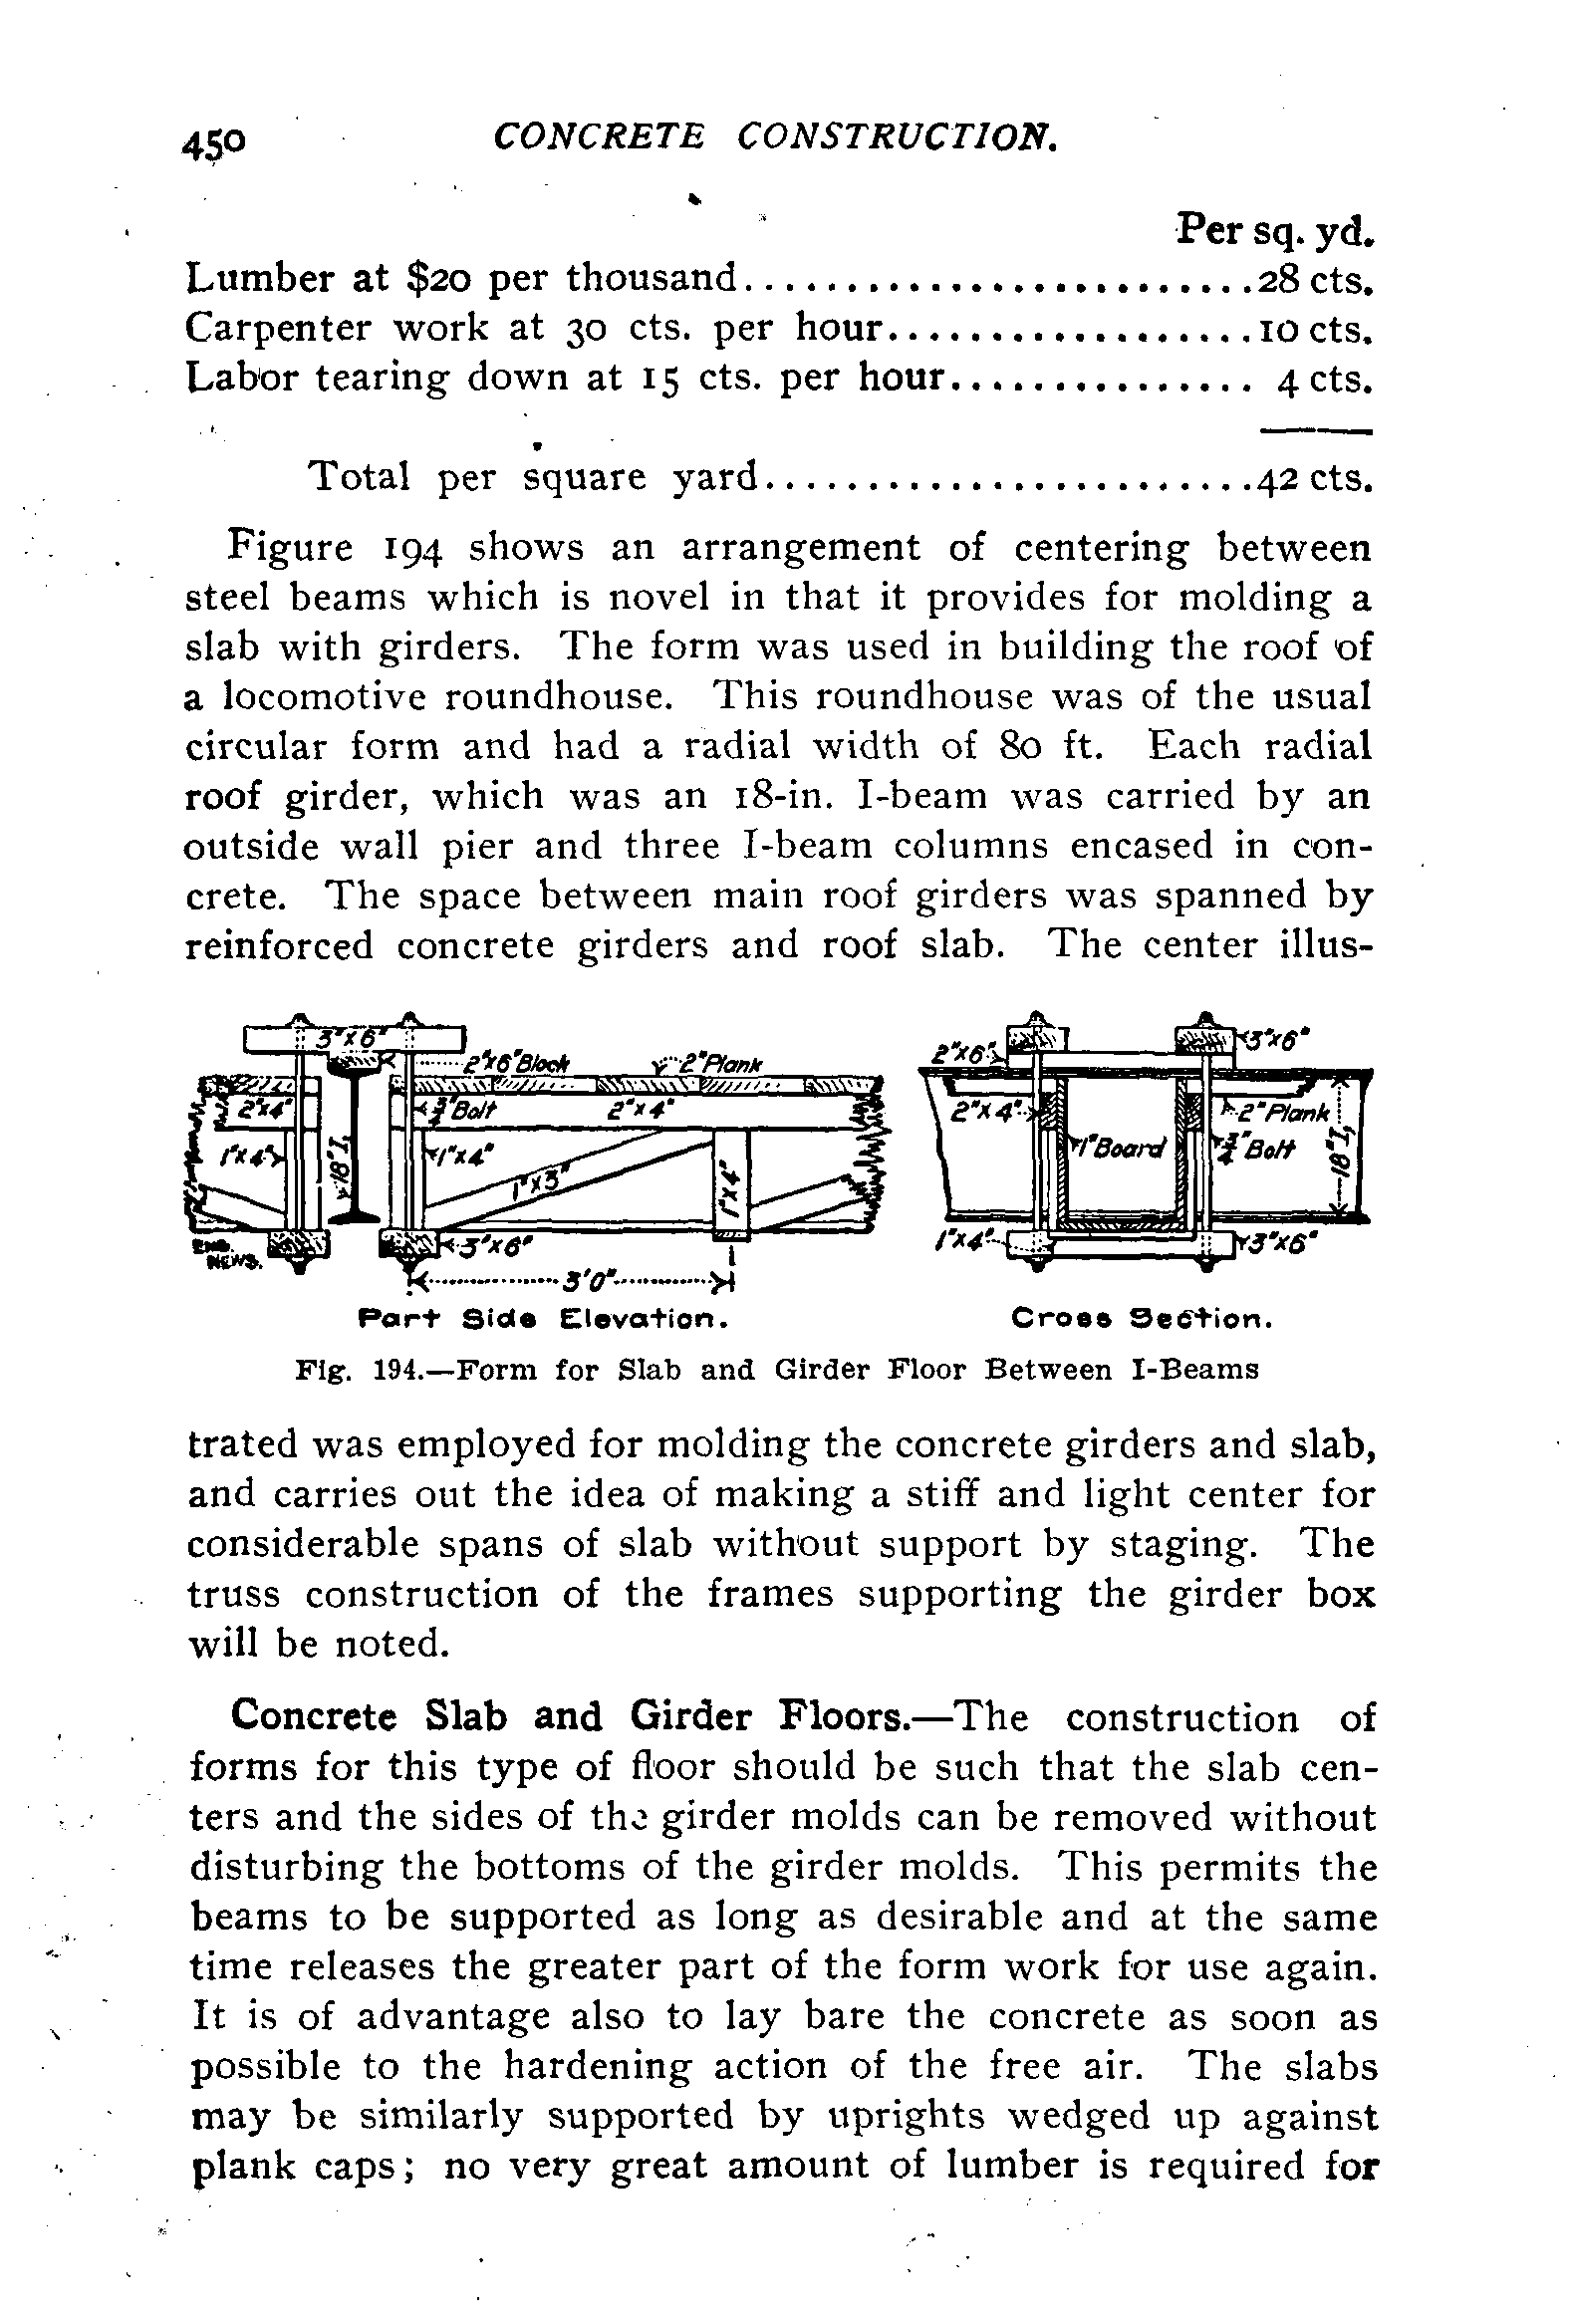 450 CONCRETE CONSTRUCTION.
Per sq. yd.
Lumber at $20 per thousand.........................28 cts.
Carpenter work at 30 cts. per hour..................10 cts.
Labor tearing down at 15 cts. per hour............... 4 cts.
Total per square yard........................42 cts.
Figure 194 shows an arrangement of centering between
steel beams which is novel in that it provides for molding a
slab with girders. The form was used in building the roof of
a locomotive roundhouse. This roundhouse was of the usual
circular form and had a radial width of 80 ft. Each radial
roof girder, which was an 18-in. I-beam was carried by an
outside wall pier and three I-beam columns encased in con-
crete. The space between main roof girders was spanned by
reinforced concrete girders and roof slab. The center illus-
3"x6"
2"x6" Block 2" Plank
2"x4" ¾" Bolt 2"x4"
1"x4" 18" I 1"x4" 1"x3" 1"x4"
ENG. NEWS. 3"x6"
3'0"
Part Side Elevation.
2"x6" 3"x6"
2"x4" 2" Plank
1" Board ¾" Bolt 18" I
1"x4" 3"x6"
Cross Section.
Fig. 194.—Form for Slab and Girder Floor Between I-Beams
trated was employed for molding the concrete girders and slab,
and carries out the idea of making a stiff and light center for
considerable spans of slab without support by staging. The
truss construction of the frames supporting the girder box
will be noted.
Concrete Slab and Girder Floors.—The construction of
forms for this type of floor should be such that the slab cen-
ters and the sides of the girder molds can be removed without
disturbing the bottoms of the girder molds. This permits the
beams to be supported as long as desirable and at the same
time releases the greater part of the form work for use again.
It is of advantage also to lay bare the concrete as soon as
possible to the hardening action of the free air. The slabs
may be similarly supported by uprights wedged up against
plank caps; no very great amount of lumber is required for